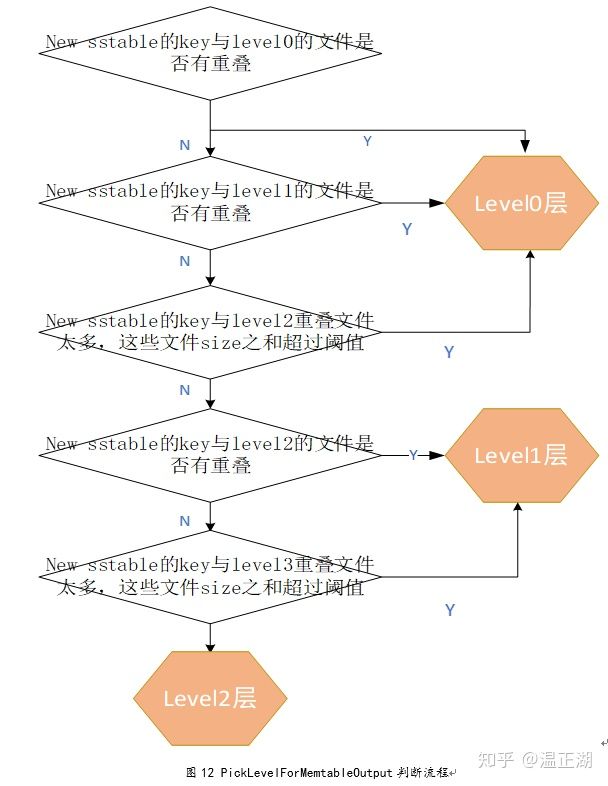 New sstable的key与level0的文件是
否有重叠
N
Y
New sstable的key与level1的文件是
否有重叠
Level0层
Y
N
New sstable的key与level2重叠文件
太多，这些文件size之和超过阈值
Y
N
New sstable的key与level2的文件是
否有重叠
Y
Level1层
N
New sstable的key与level3重叠文件
太多，这些文件size之和超过阈值
Y
Level2层
知乎 @温正湖
图 12 PickLevelForMemtableOutput 判断流程